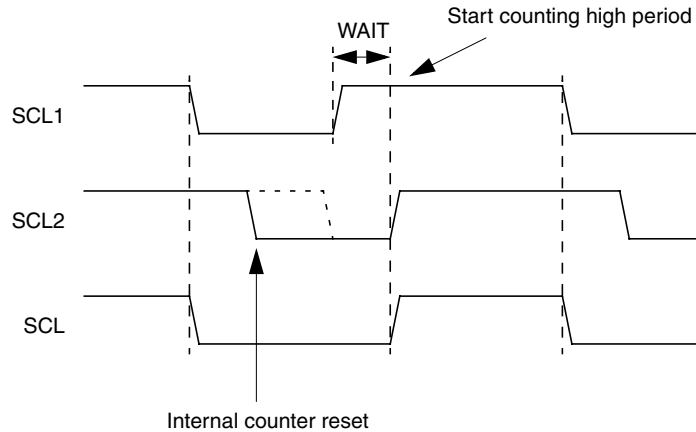 Start counting high period
WAIT
SCL1
SCL2
SCL
Internal counter reset